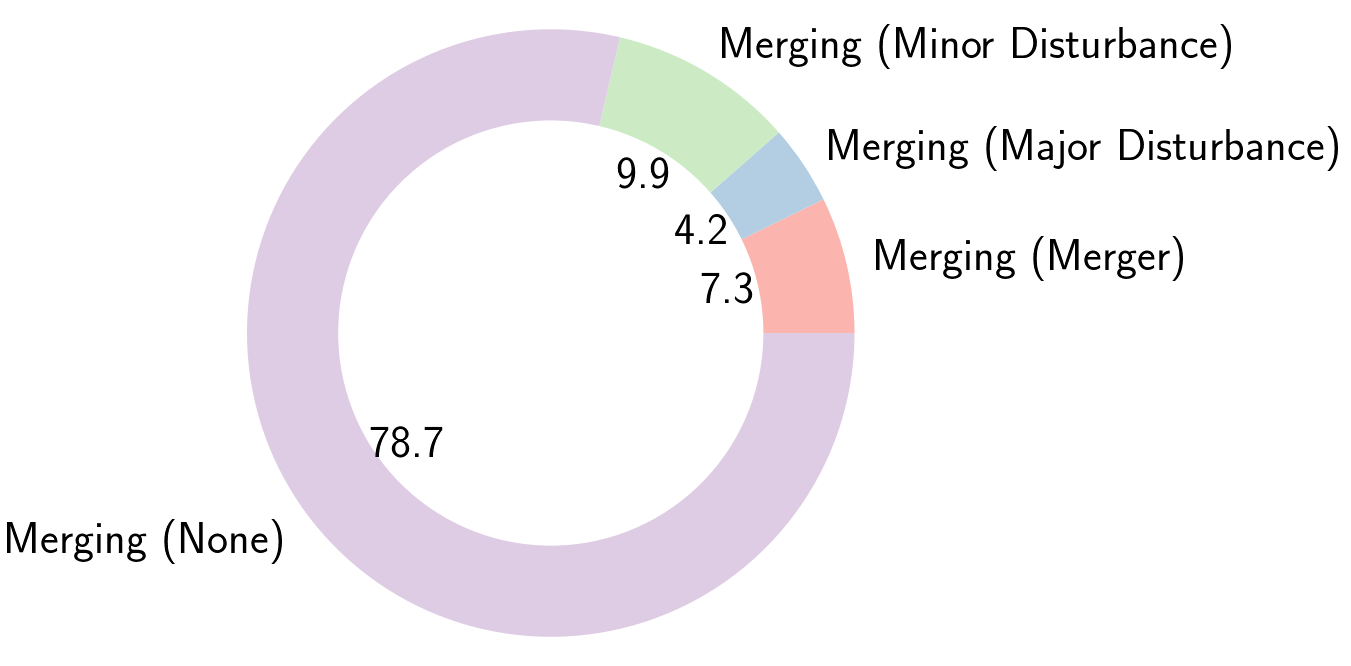 Merging (Minor Disturbance)
Merging (Major Disturbance)
9.9
4.2
Merging (Merger)
7.3
78.7
Merging (None)